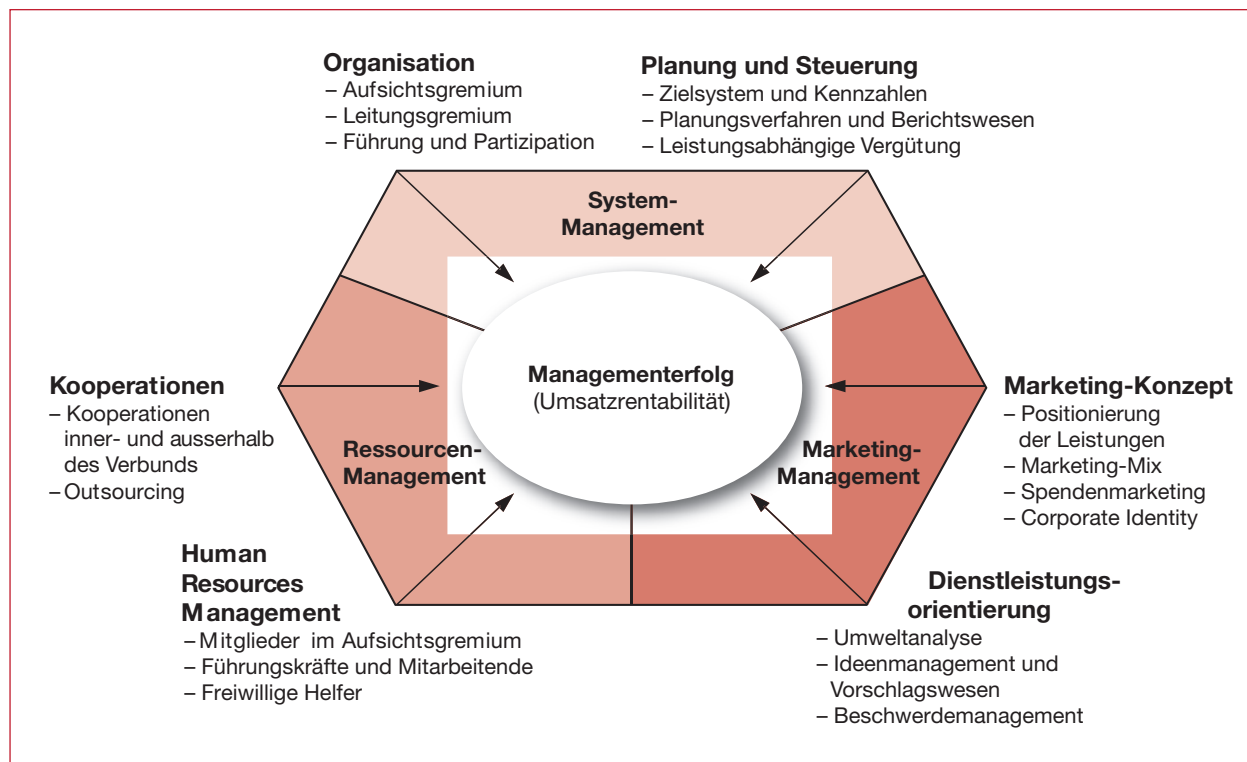 Organisation
– Aufsichtsgremium
– Leitungsgremium
– Führung und Partizipation
Planung und Steuerung
– Zielsystem und Kennzahlen
– Planungsverfahren und Berichtswesen
– Leistungsabhängige Vergütung
System-
Management
Managementerfolg
(Umsatzrentabilität)
Kooperationen
– Kooperationen
inner- und ausserhalb
des Verbunds
– Outsourcing
Ressourcen-
Management
Marketing-
Management
Marketing-Konzept
– Positionierung
der Leistungen
– Marketing-Mix
– Spendenmarketing
– Corporate Identity
Human
Resources
Management
– Mitglieder im Aufsichtsgremium
– Führungskräfte und Mitarbeitende
– Freiwillige Helfer
Dienstleistungs-
orientierung
– Umweltanalyse
– Ideenmanagement und
Vorschlagswesen
– Beschwerdemanagement